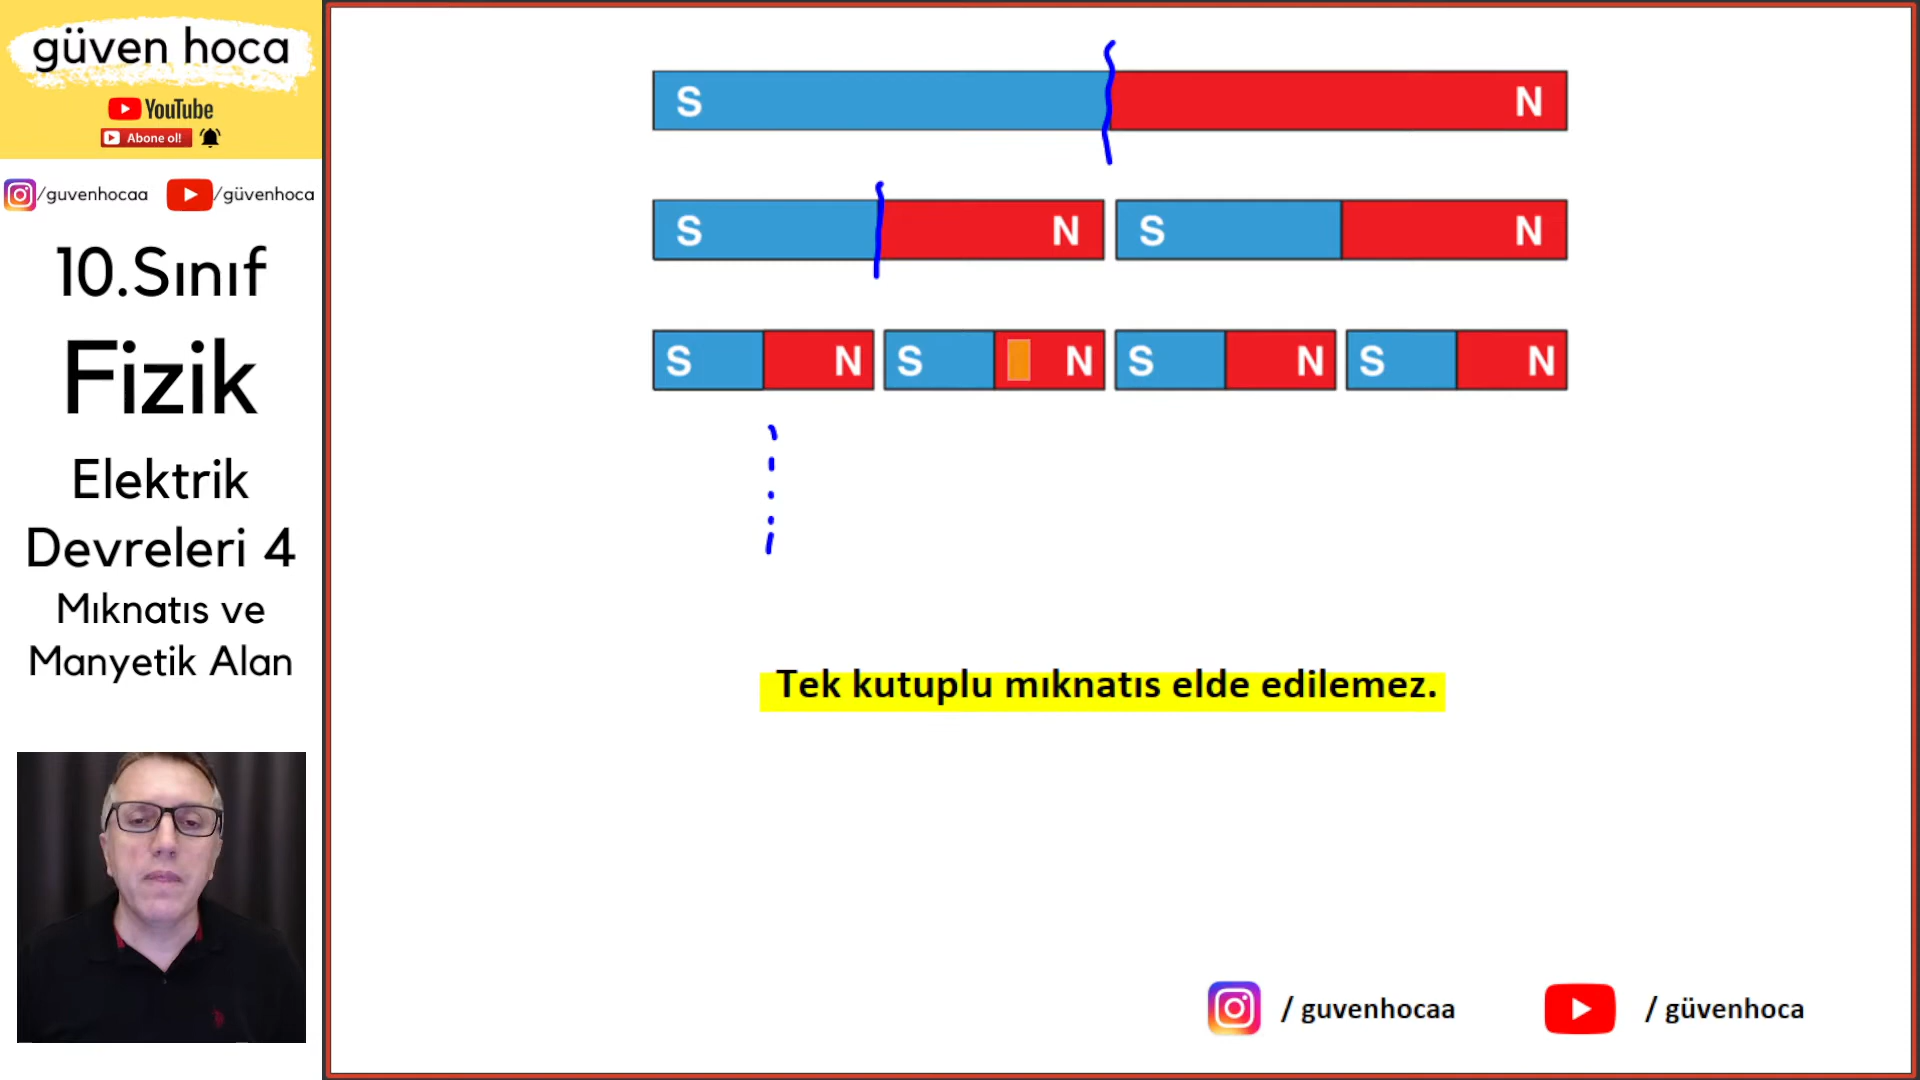 güven hoca
YouTube
Abone ol!
/guvenhocaa /güvenhoca
10.Sınıf
Fizik
Elektrik
Devreleri 4
Mıknatıs ve
Manyetik Alan
S N
S N S N
S N S N S N S N
Tek kutuplu mıknatıs elde edilemez.
/ guvenhocaa / güvenhoca